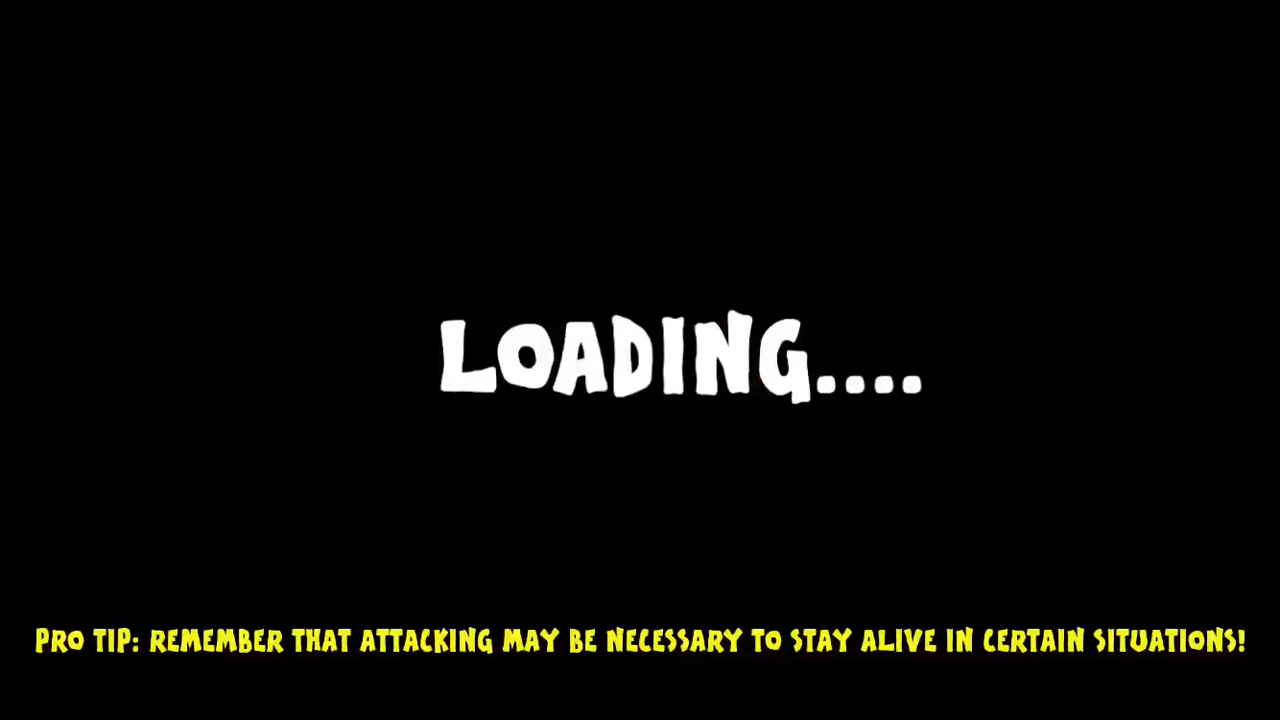 LOADING....
PRO TIP: REMEMBER THAT ATTACKING MAY BE NECESSARY TO STAY ALIVE IN CERTAIN SITUATIONS!